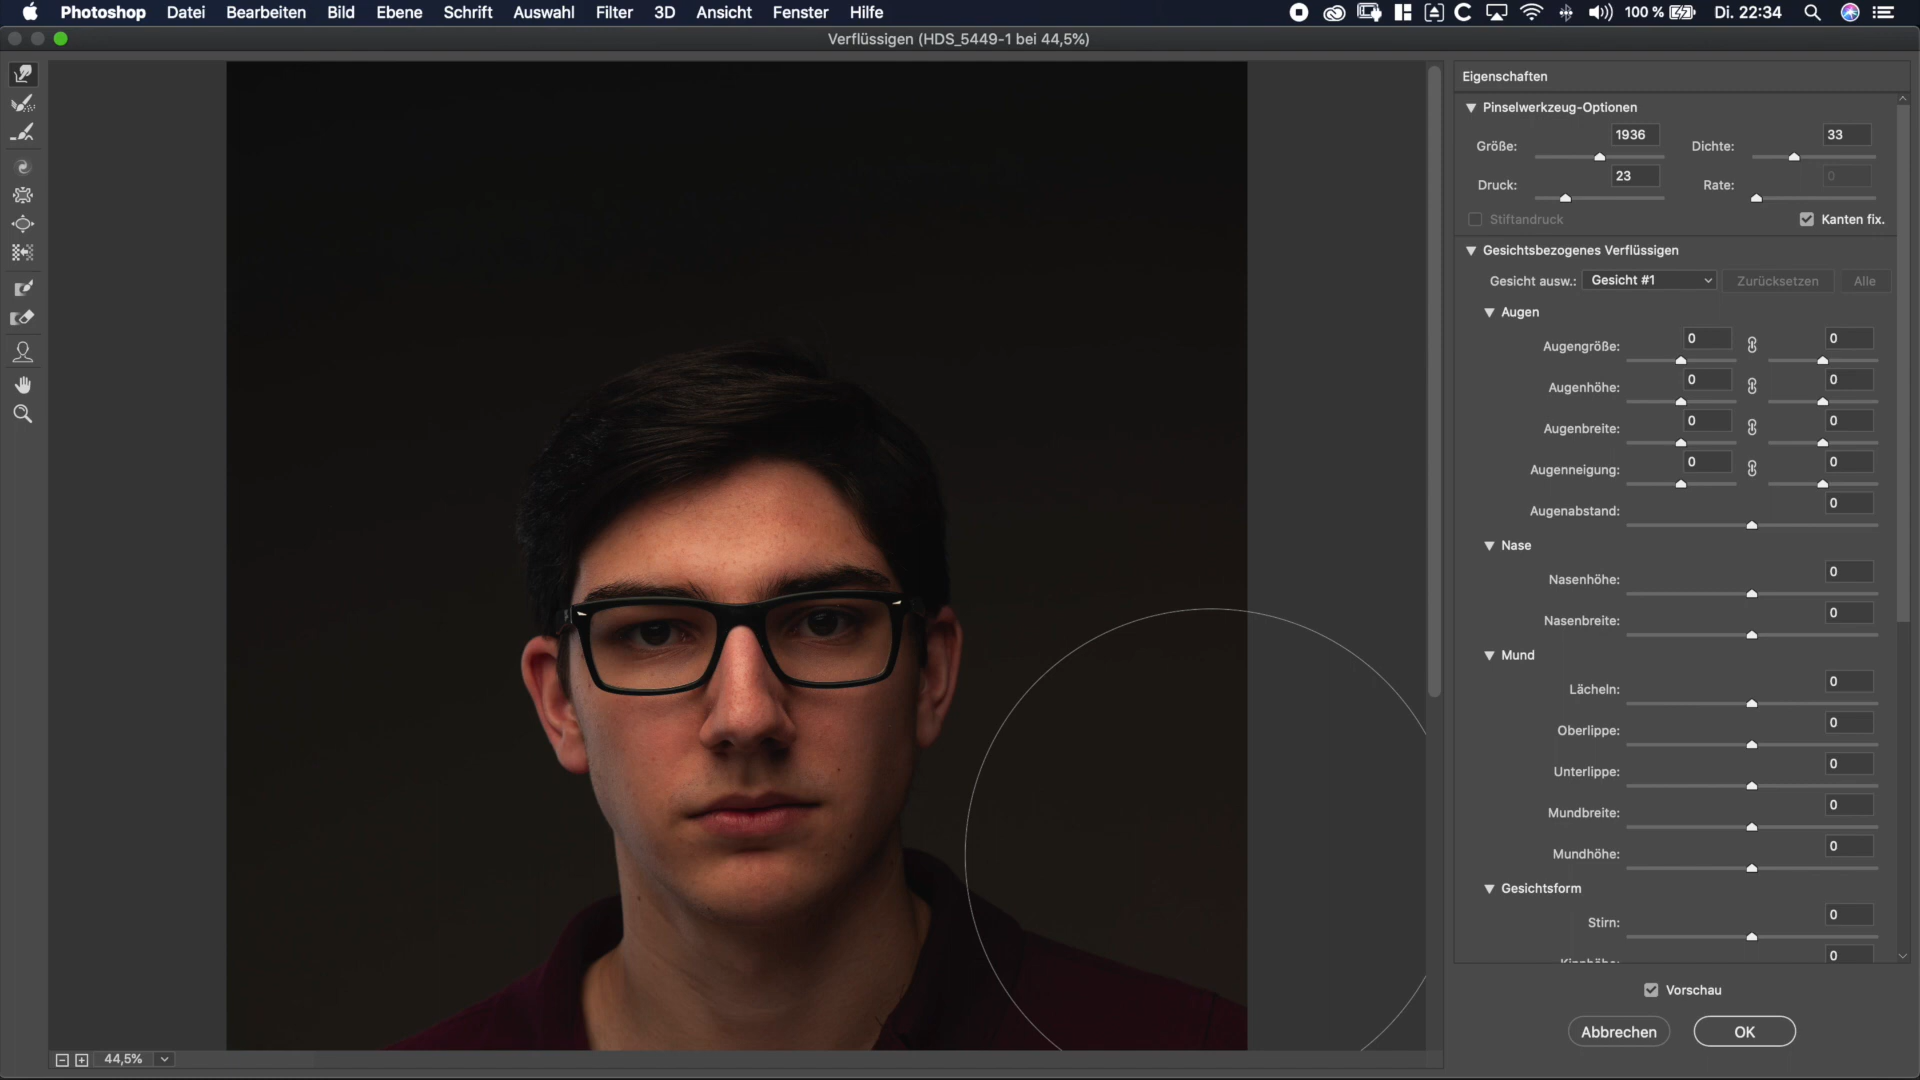 Photoshop Datei Bearbeiten Bild Ebene Schrift Auswahl Filter 3D Ansicht Fenster Hilfe 100 % Di. 22:34
Verflüssigen (HDS_5449-1 bei 44,5%)
Eigenschaften
Pinselwerkzeug-Optionen
Größe: 1936 Dichte: 33
Druck: 23 Rate: 0
Stiftandruck Kanten fix.
Gesichtsbezogenes Verflüssigen
Gesicht ausw.: Gesicht #1 Zurücksetzen Alle
Augen
Augengröße: 0 0
Augenhöhe: 0 0
Augenbreite: 0 0
Augenneigung: 0 0
Augenabstand: 0
Nase
Nasenhöhe: 0
Nasenbreite: 0
Mund
Lächeln: 0
Oberlippe: 0
Unterlippe: 0
Mundbreite: 0
Mundhöhe: 0
Gesichtsform
Stirn: 0
Kinnhöhe: 0
Vorschau
Abbrechen OK
44,5%